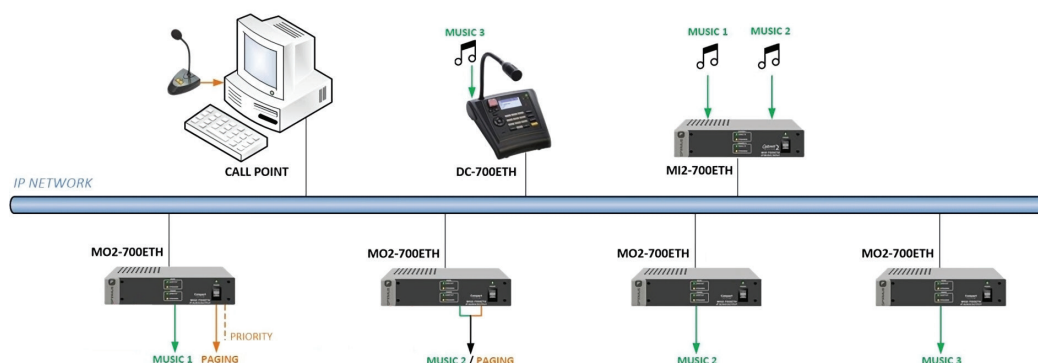 MUSIC 3
MUSIC 1
MUSIC 2
CALL POINT
DC-700ETH
MI2-700ETH
IP NETWORK
MO2-700ETH
MO2-700ETH
MO2-700ETH
MO2-700ETH
PRIORITY
MUSIC 1
PAGING
MUSIC 2 / PAGING
MUSIC 2
MUSIC 3